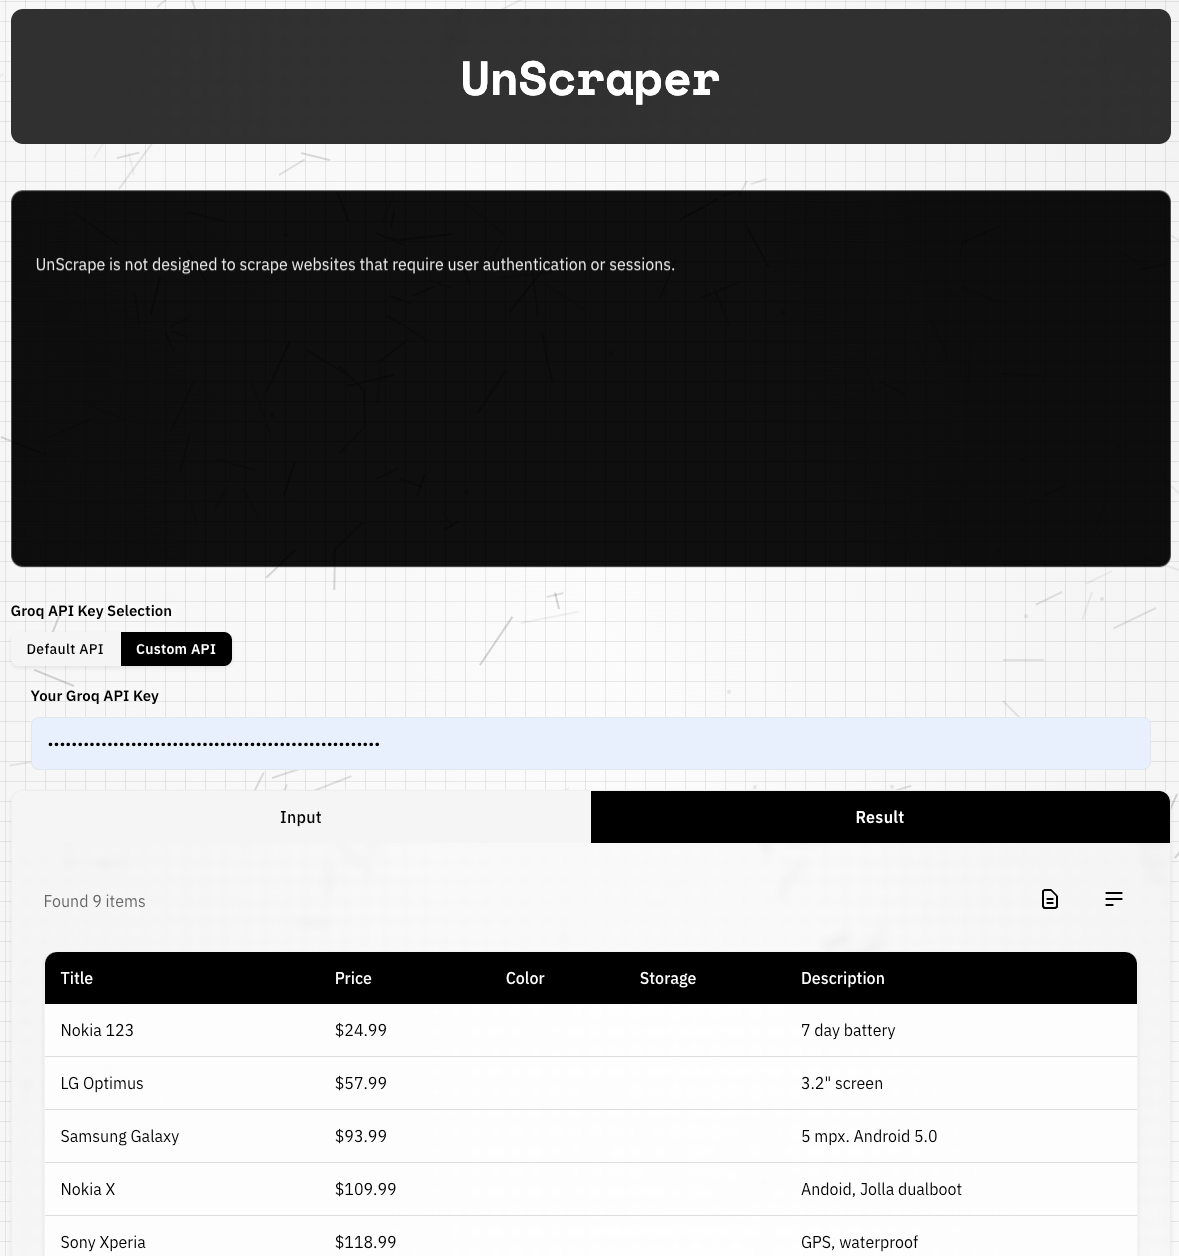 UnScraper
UnScrape is not designed to scrape websites that require user authentication or sessions.
Groq API Key Selection
Default API Custom API
Your Groq API Key
Input Result
Found 9 items
Title Price Color Storage Description
Nokia 123 $24.99 7 day battery
LG Optimus $57.99 3.2" screen
Samsung Galaxy $93.99 5 mpx. Android 5.0
Nokia X $109.99 Andoid, Jolla dualboot
Sony Xperia $118.99 GPS, waterproof